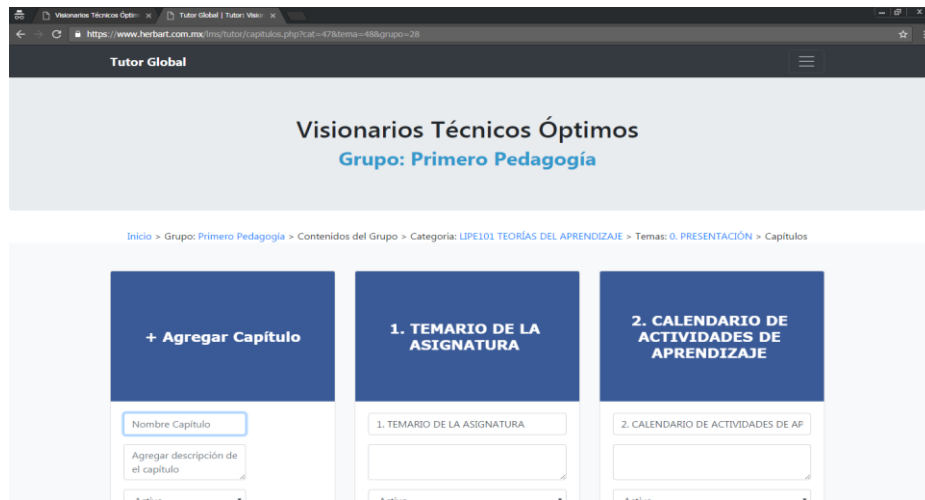 Visionarios Técnicos Óptim
Tutor Global | Tutor: Vision
https://www.herbart.com.mx/lms/tutor/capitulos.php?cat=47&tema=48&grupo=28
Tutor Global
Visionarios Técnicos Óptimos
Grupo: Primero Pedagogía
Inicio > Grupo: Primero Pedagogía > Contenidos del Grupo > Categoria: LIPE101 TEORÍAS DEL APRENDIZAJE > Temas: 0. PRESENTACIÓN > Capítulos
+ Agregar Capítulo
1. TEMARIO DE LA
ASIGNATURA
2. CALENDARIO DE
ACTIVIDADES DE
APRENDIZAJE
Nombre Capítulo
1. TEMARIO DE LA ASIGNATURA
2. CALENDARIO DE ACTIVIDADES DE AP
Agregar descripción de
el capítulo